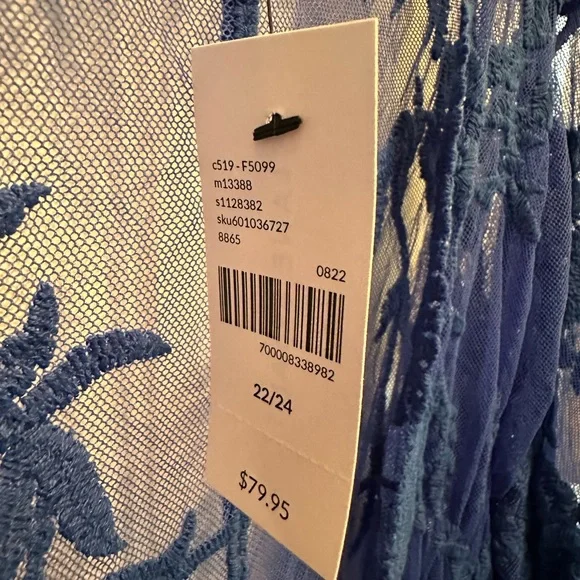 c519 - F5099
m13388
s1128382
sku601036727
8865
0822
700008338982
22/24
$79.95